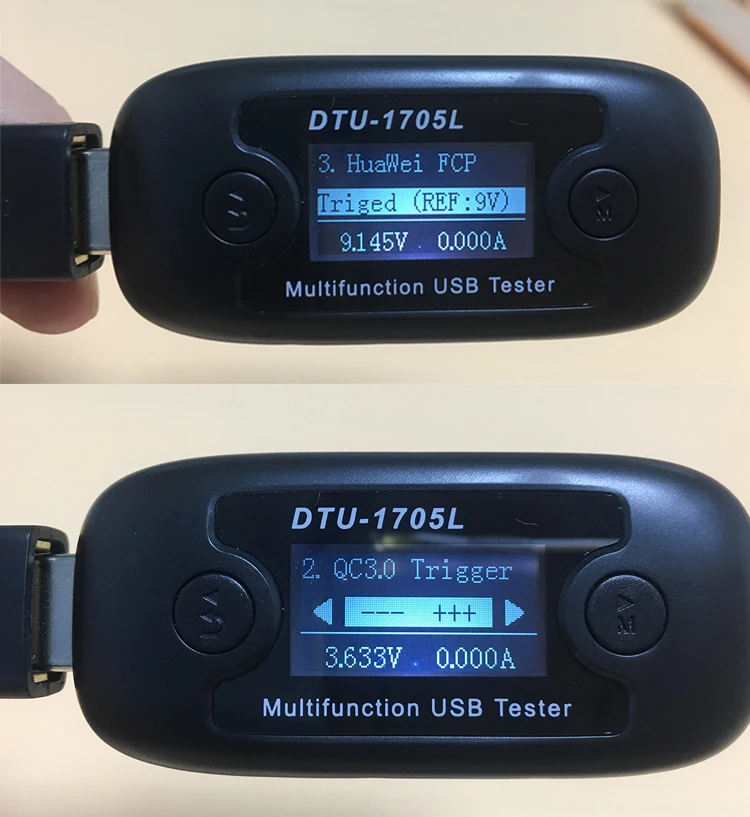 DTU-1705L
3. HuaWei FCP
Triged (REF:9V)
9.145V 0.000A
Multifunction USB Tester
DTU-1705L
2. QC3.0 Trigger
--- +++
3.633V 0.000A
Multifunction USB Tester